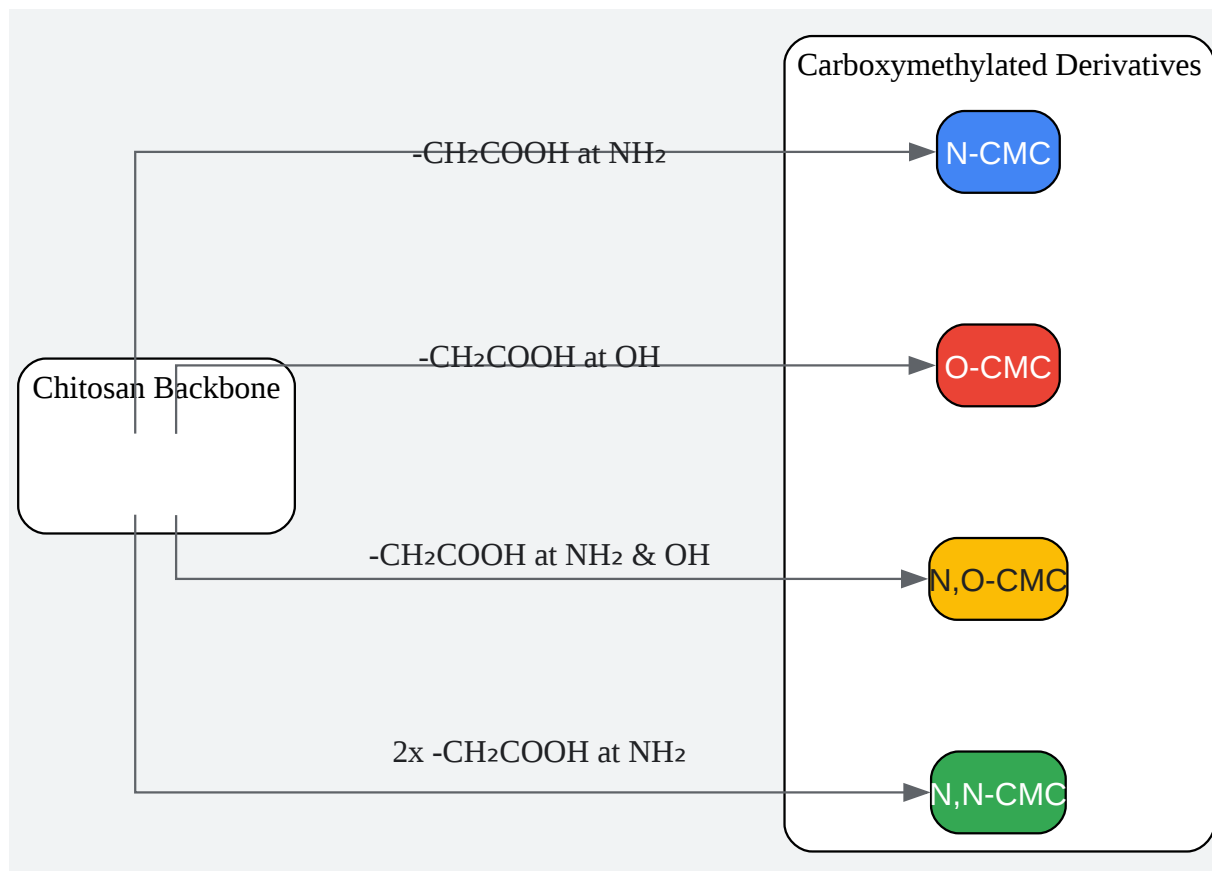 Carboxymethylated Derivatives
-CH₂COOH at NH₂
N-CMC
-CH₂COOH at OH
O-CMC
Chitosan Backbone
-CH₂COOH at NH₂ & OH
N,O-CMC
2x -CH₂COOH at NH₂
N,N-CMC